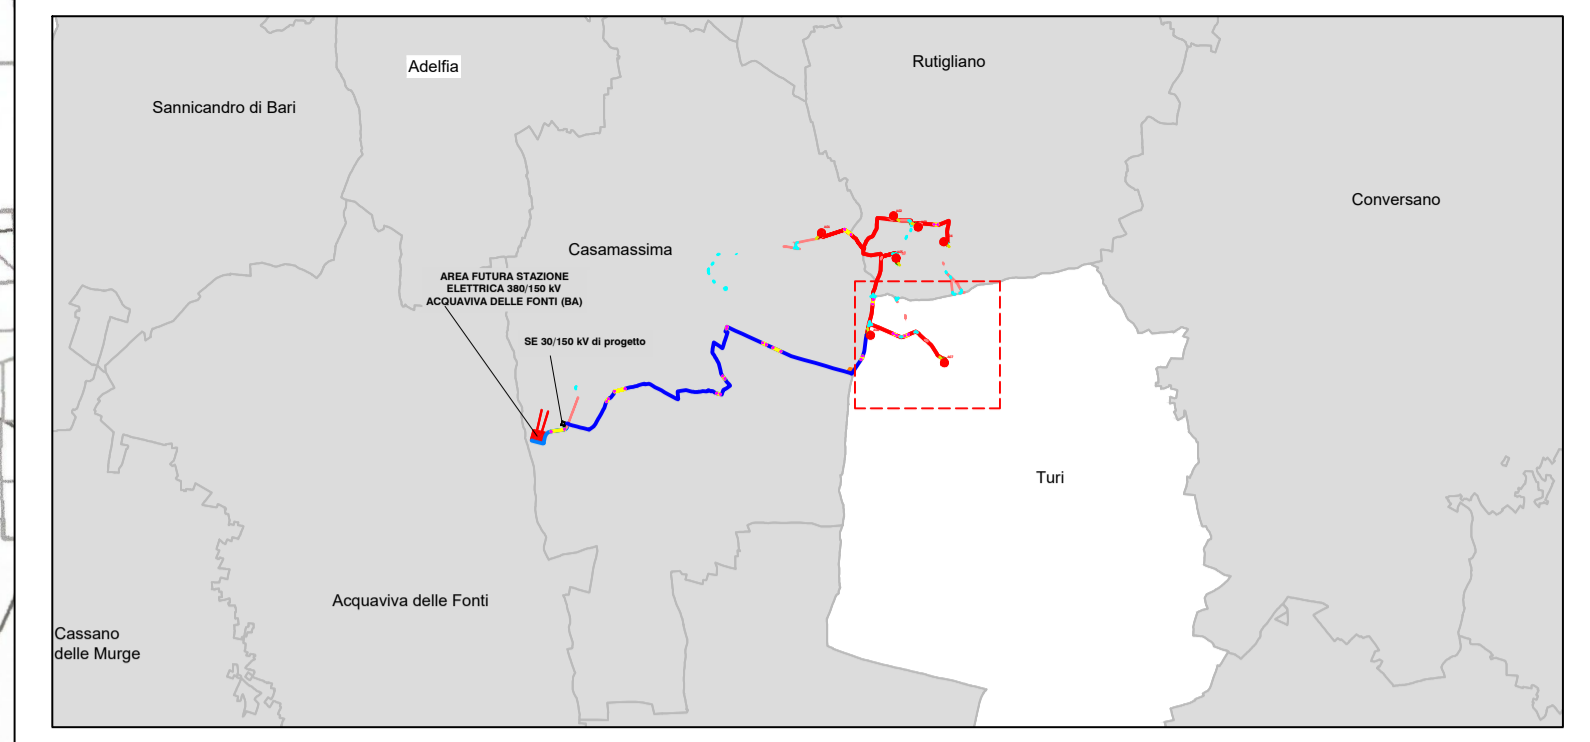 Rutigliano
Adelfia
Sannicandro di Bari
Conversano
Casamassima
AREA FUTURA STAZIONE
ELETTRICA 380/150 kV
ACQUAVIVA DELLE FONTI (BA)
SE 30/150 kV di progetto
Turi
Acquaviva delle Fonti
Cassano
delle Murge